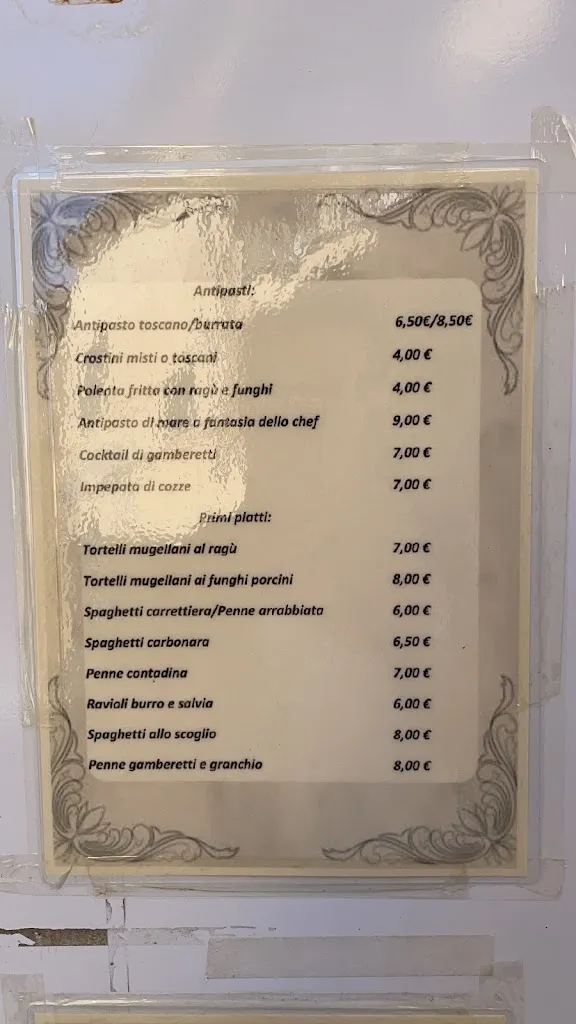 Antipasti:
Antipasto toscano/burrata 6,50€/8,50€
Crostini misti o toscani 4,00 €
Polenta fritta con ragù e funghi 4,00 €
Antipasto di mare a fantasia dello chef 9,00 €
Cocktail di gamberetti 7,00 €
Impepata di cozze 7,00 €
Primi piatti:
Tortelli mugellani al ragù 7,00 €
Tortelli mugellani ai funghi porcini 8,00 €
Spaghetti carrettiera/Penne arrabbiata 6,00 €
Spaghetti carbonara 6,50 €
Penne contadina 7,00 €
Ravioli burro e salvia 6,00 €
Spaghetti allo scoglio 8,00 €
Penne gamberetti e granchio 8,00 €